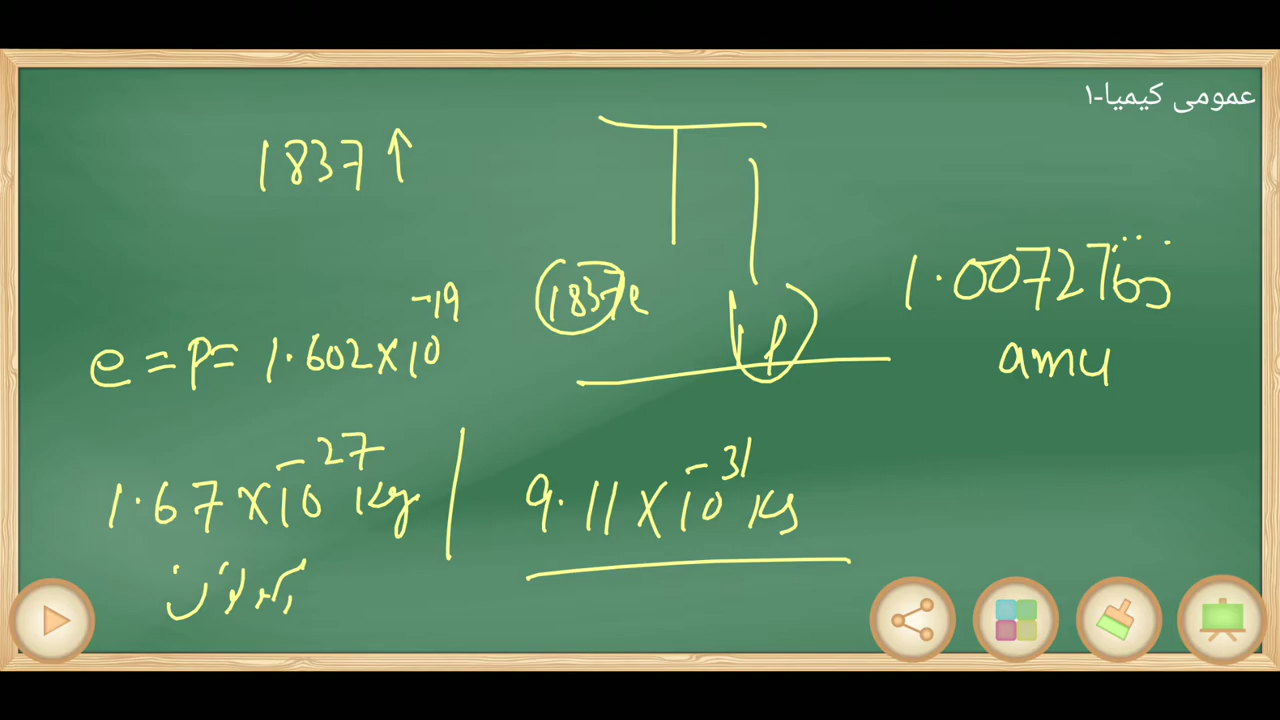 عمومی کیمیا-۱
1837 ↑
1837e
1p
1.0072765
amu
e = p = 1.602 × 10^-19
1.67 × 10^-27 Kg
9.11 × 10^-31 Kg